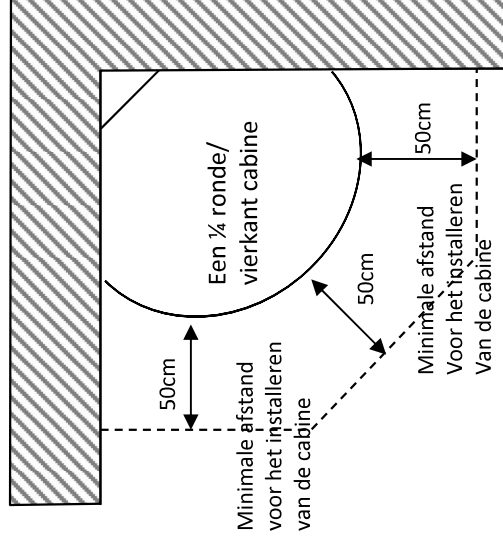 Een ¼ ronde/
vierkant cabine
50cm
50cm
50cm
Minimale afstand
voor het installeren
van de cabine
Minimale afstand
Voor het installeren
Van de cabine